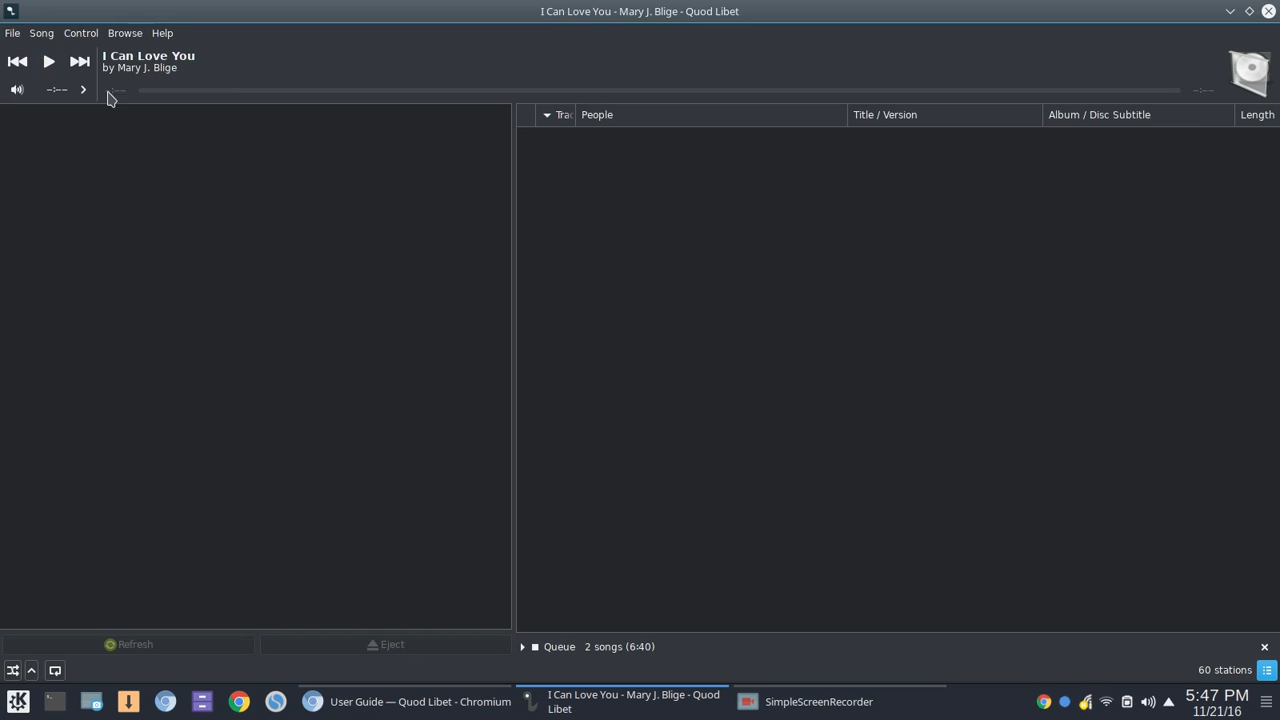 I Can Love You - Mary J. Blige - Quod Libet
File Song Control Browse Help
I Can Love You
by Mary J. Blige
-:--
-:--
People Title / Version Album / Disc Subtitle Length
Refresh Eject
Queue 2 songs (6:40)
60 stations
User Guide — Quod Libet - Chromium
I Can Love You - Mary J. Blige - Quod
Libet
SimpleScreenRecorder
5:47 PM
11/21/16